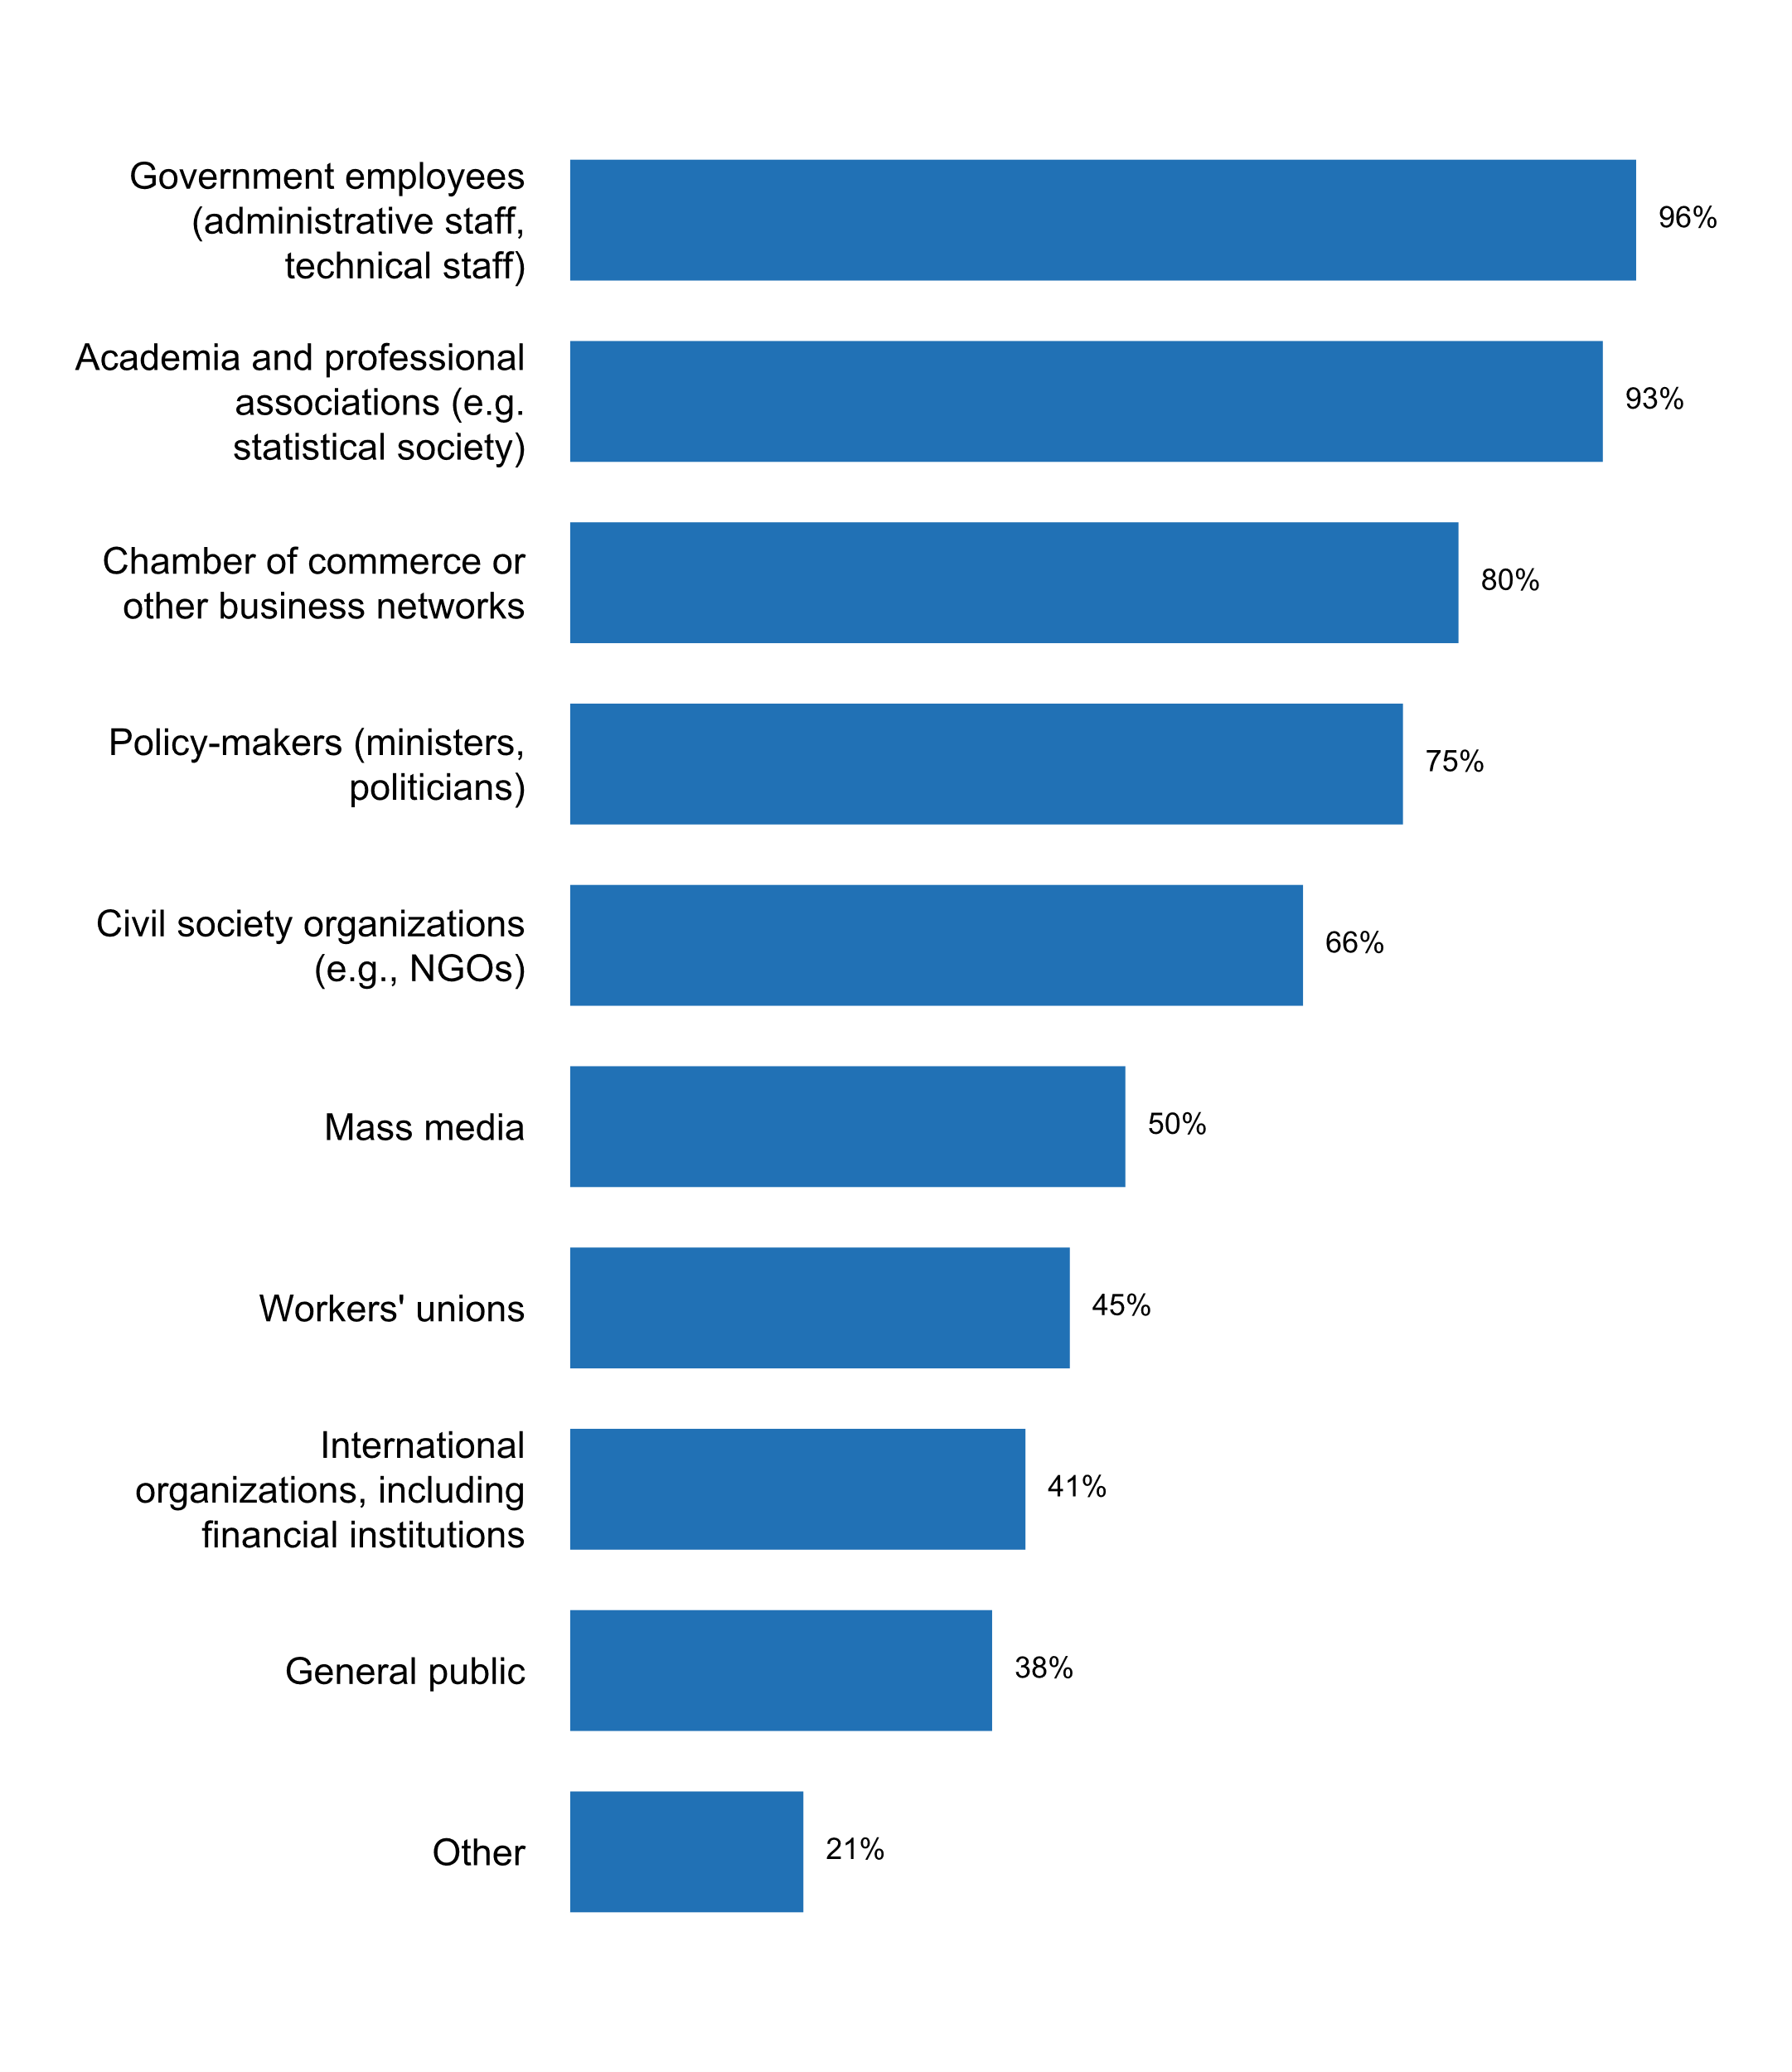 Government employees
(administrative staff,
technical staff)
96%
Academia and professional
associations (e.g.
statistical society)
93%
Chamber of commerce or
other business networks
80%
Policy-makers (ministers,
politicians)
75%
Civil society organizations
(e.g., NGOs)
66%
Mass media
50%
Workers' unions
45%
International
organizations, including
financial institutions
41%
General public
38%
Other
21%